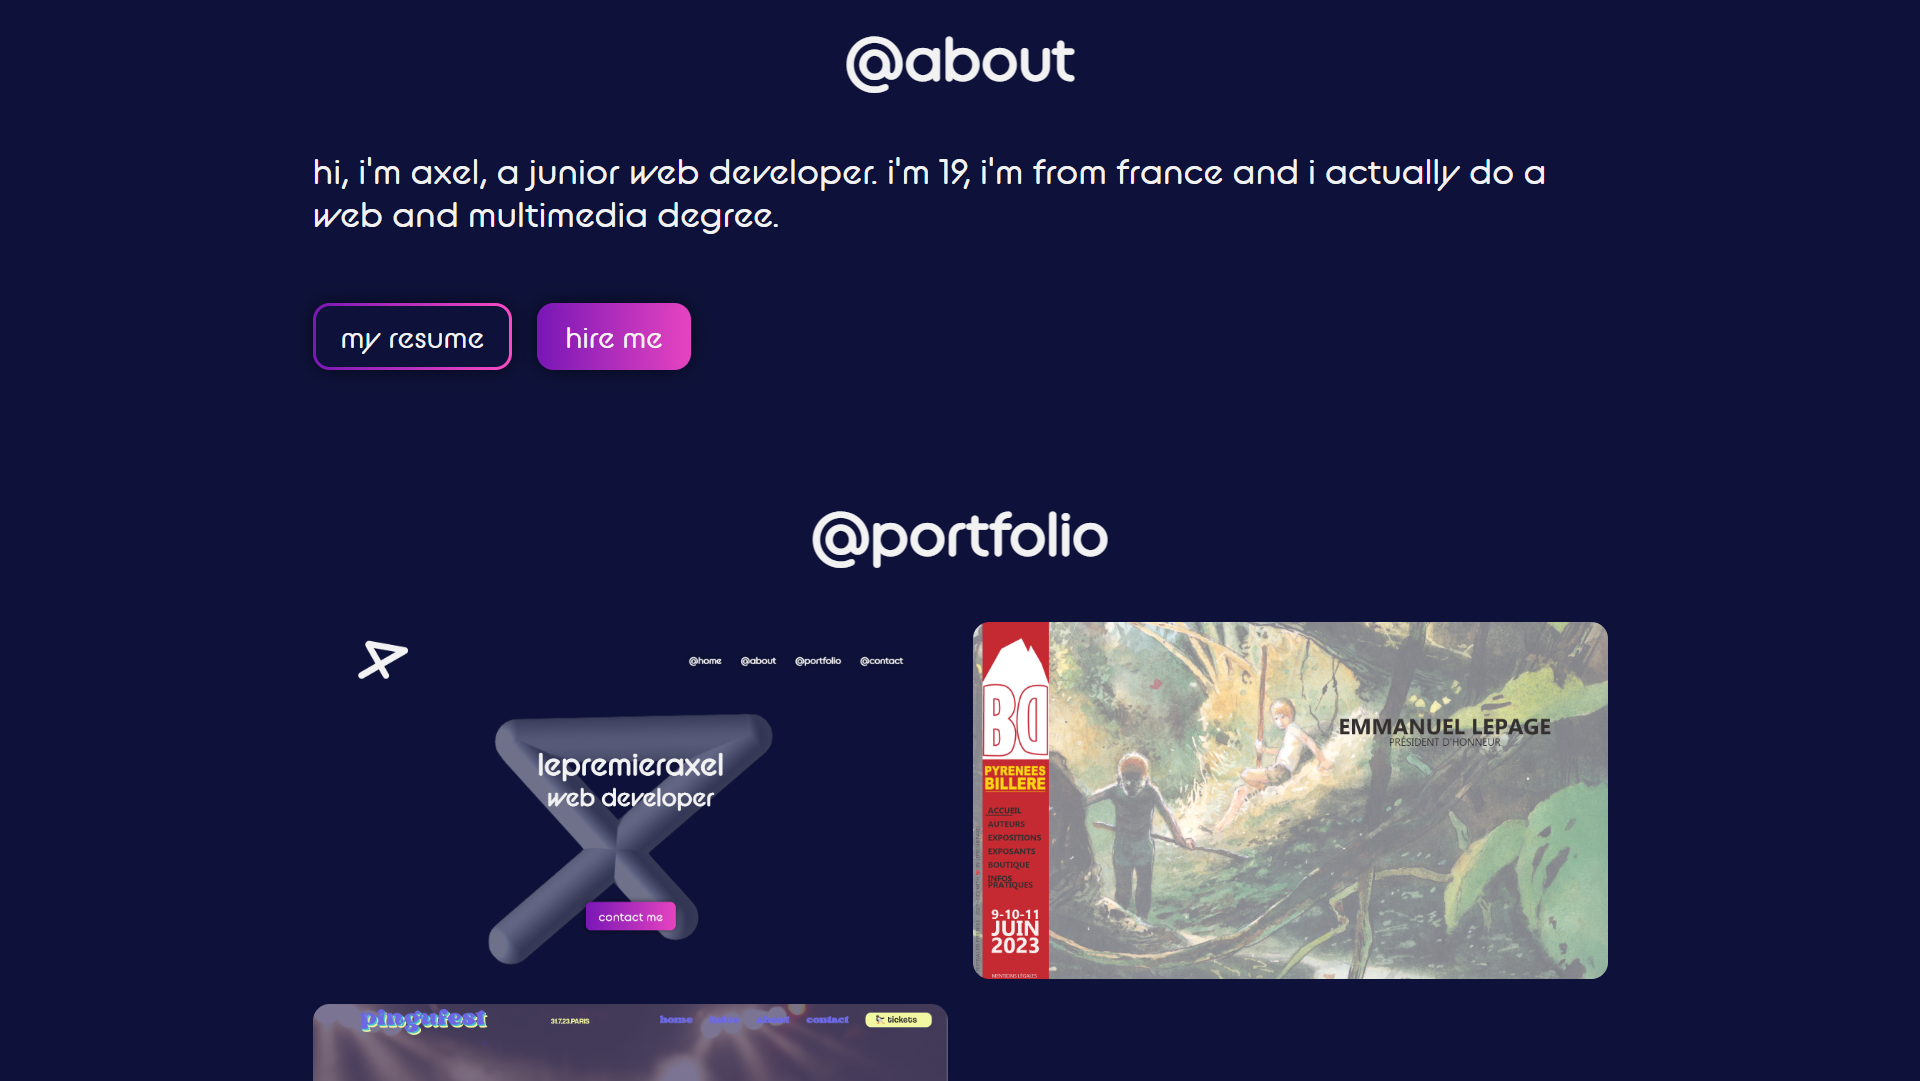 @about
hi, i'm axel, a junior web developer. i'm 19, i'm from france and i actually do a
web and multimedia degree.
my resume
hire me
@portfolio
@home @about @portfolio @contact
lepremieraxel
web developer
contact me
BD
PYRENEES
BILLERE
ACCUEIL
AUTEURS
EXPOSITIONS
EXPOSANTS
BOUTIQUE
INFOS
PRATIQUES
9-10-11
JUIN
2023
MENTIONS LÉGALES
EMMANUEL LEPAGE
PRÉSIDENT D'HONNEUR
pingufest
31.7.23.PARIS
home
contact
tickets